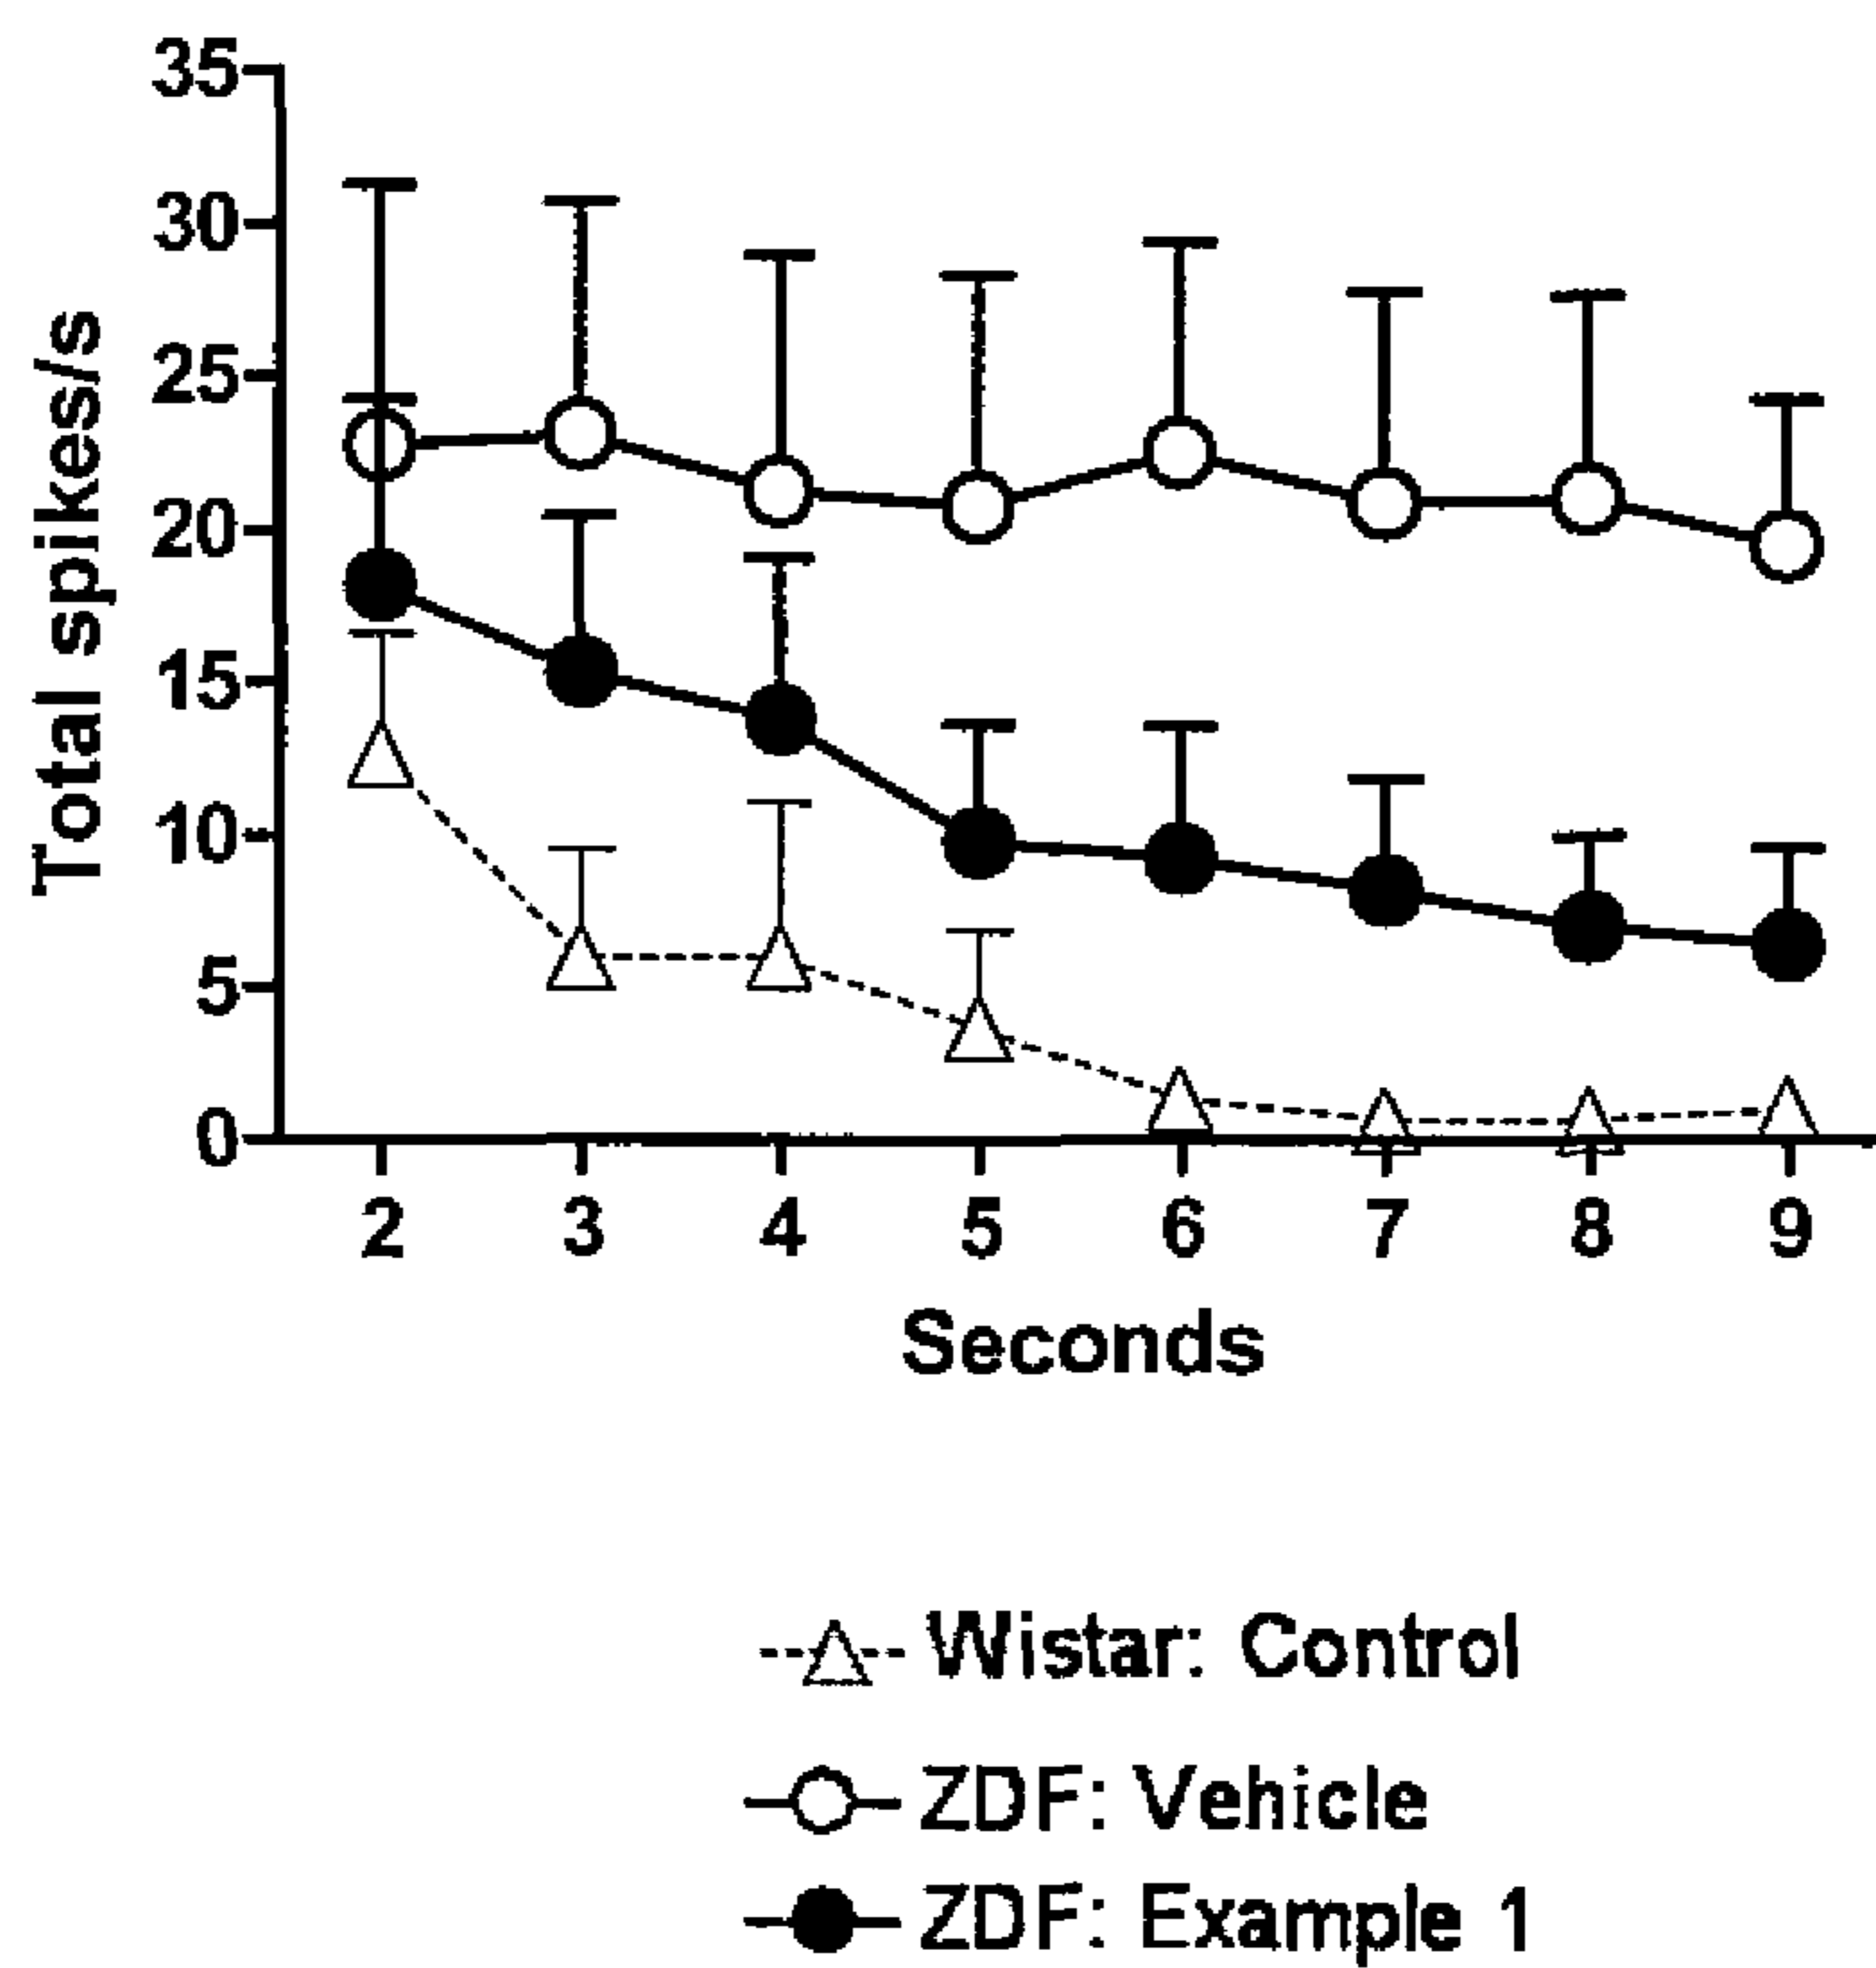 35
30
25
20
15
10
5
0
Total spikes/s
2 3 4 5 6 7 8 9
Seconds
Wistar: Control
ZDF: Vehicle
ZDF: Example 1